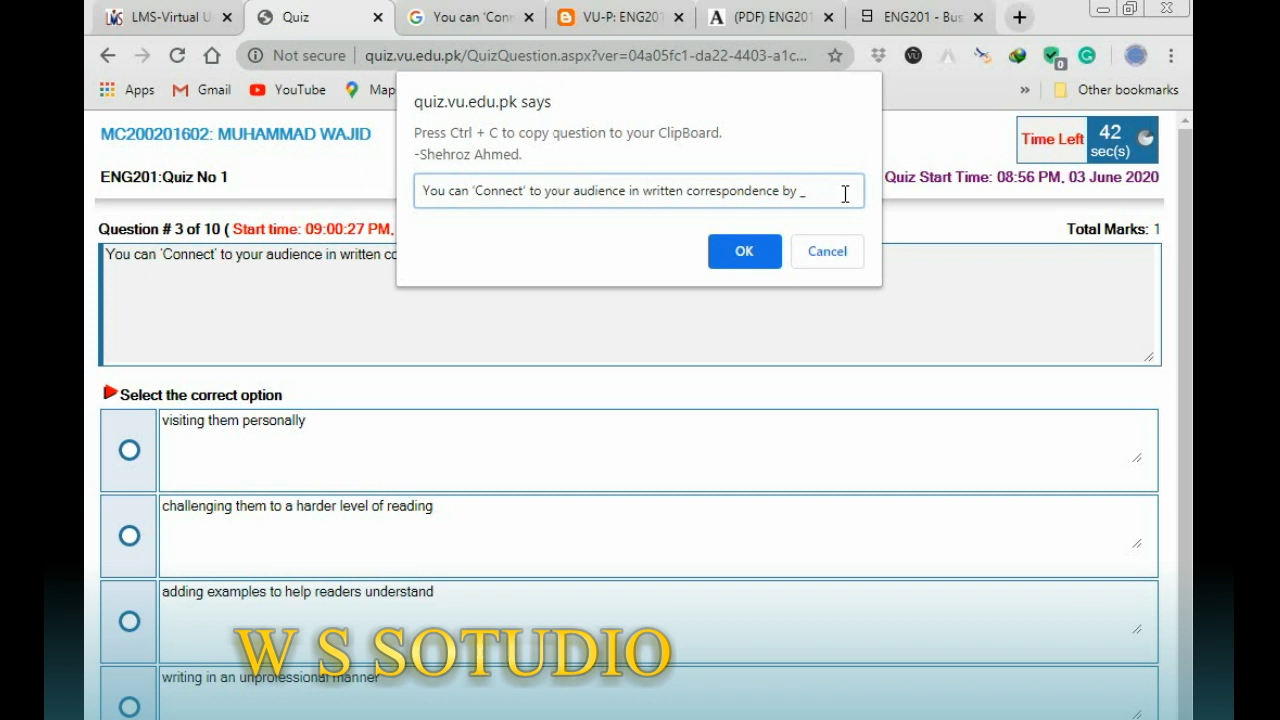 LMS-Virtual U
Quiz
You can 'Conn
VU-P: ENG201
(PDF) ENG201
ENG201 - Bus
Not secure | quiz.vu.edu.pk/QuizQuestion.aspx?ver=04a05fc1-da22-4403-a1c...
Apps
Gmail
YouTube
Map
»
Other bookmarks
quiz.vu.edu.pk says
Press Ctrl + C to copy question to your ClipBoard.
-Shehroz Ahmed.
You can 'Connect' to your audience in written correspondence by _
OK
Cancel
MC200201602: MUHAMMAD WAJID
Time Left
42
sec(s)
ENG201:Quiz No 1
Quiz Start Time: 08:56 PM, 03 June 2020
Question # 3 of 10 ( Start time: 09:00:27 PM,
Total Marks: 1
You can 'Connect' to your audience in written co
Select the correct option
visiting them personally
challenging them to a harder level of reading
adding examples to help readers understand
W S SOTUDIO
writing in an unprofessional manner